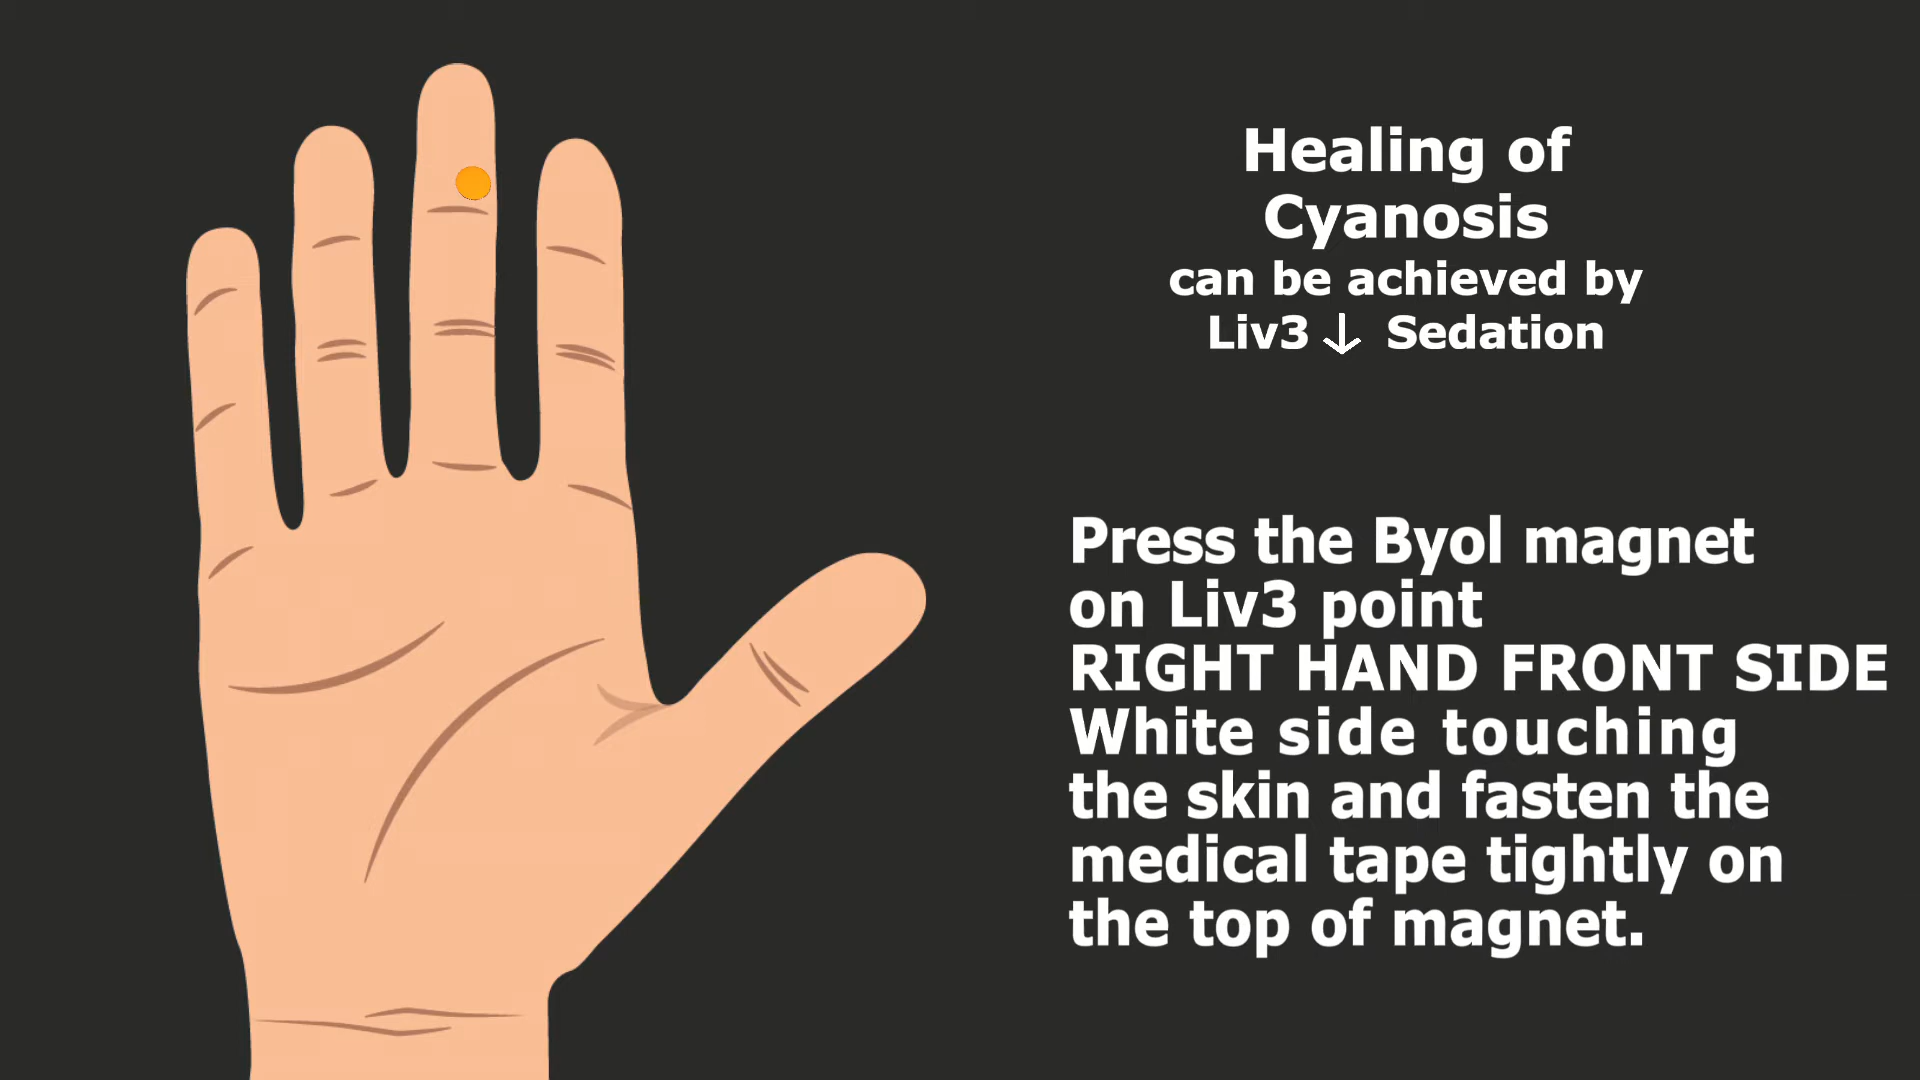 Healing of
Cyanosis
can be achieved by
Liv3 ↓ Sedation
Press the Byol magnet
on Liv3 point
RIGHT HAND FRONT SIDE
White side touching
the skin and fasten the
medical tape tightly on
the top of magnet.